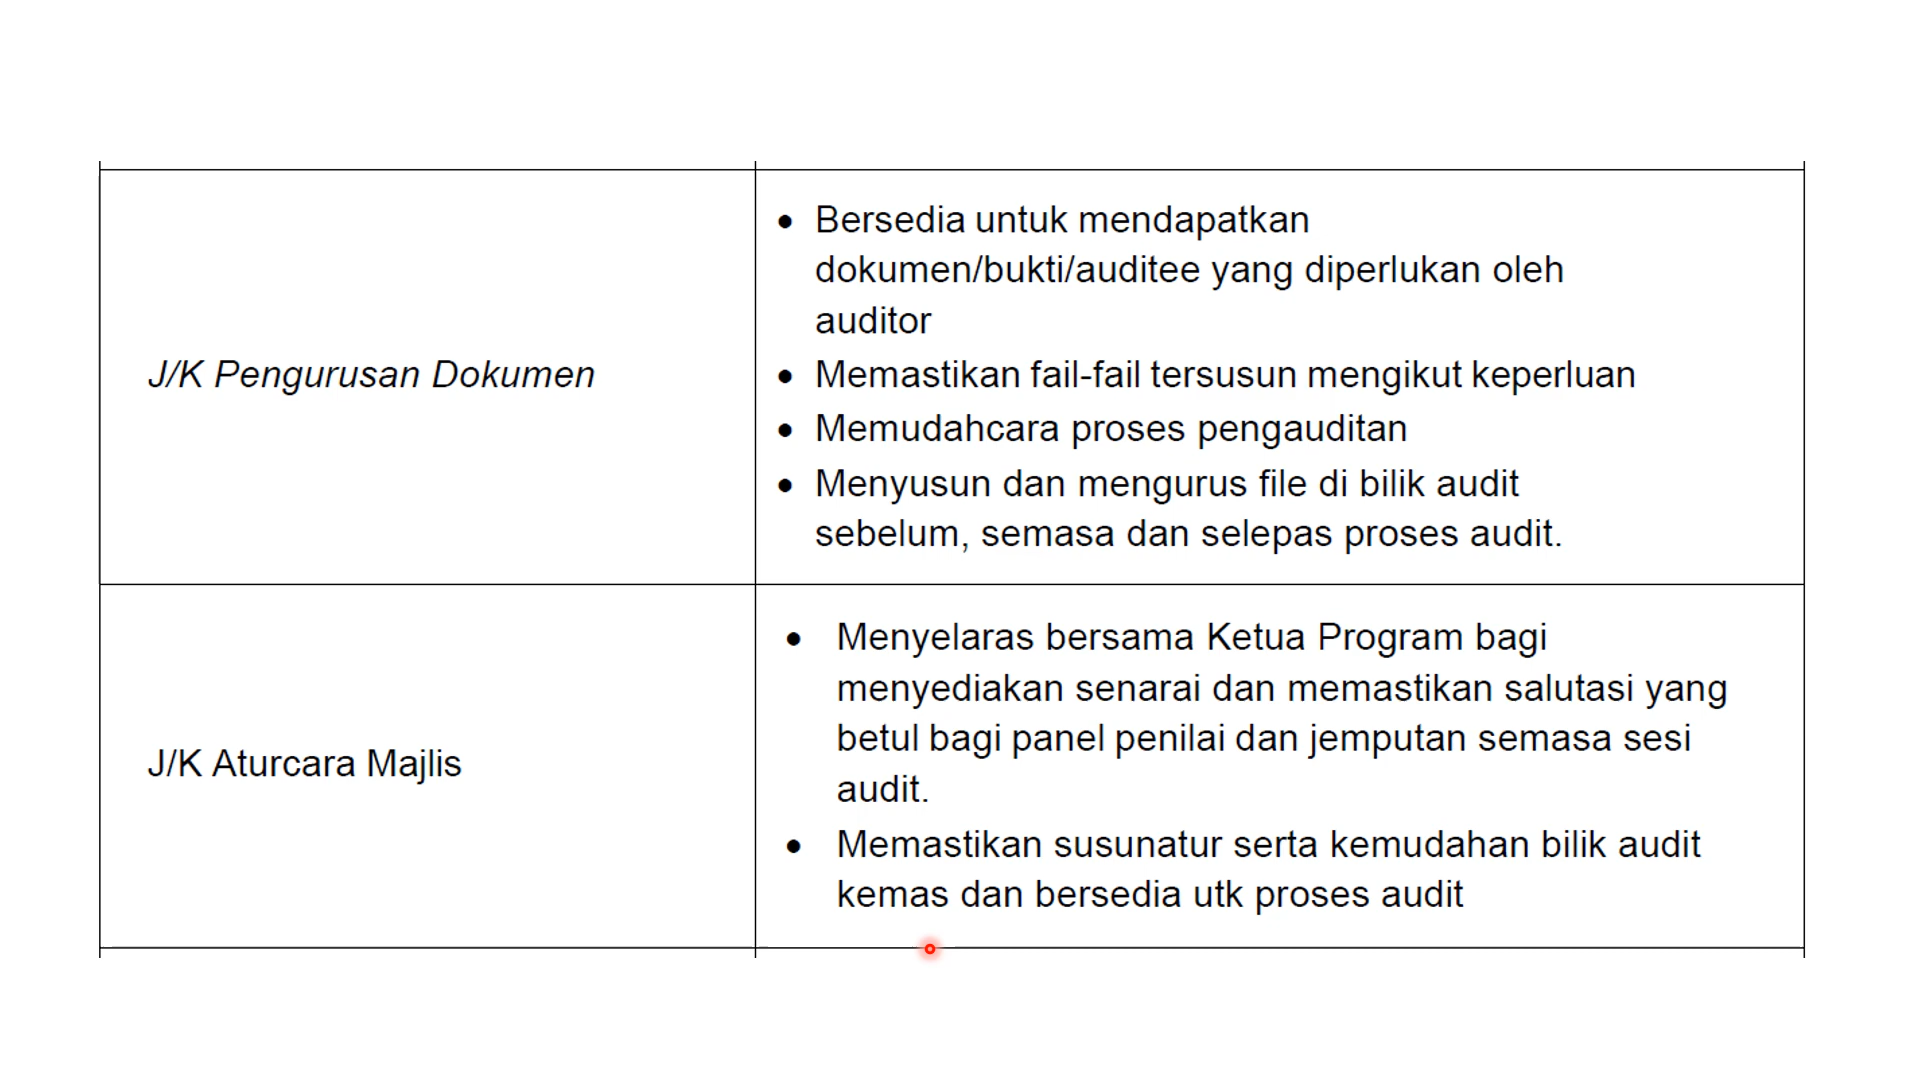 J/K Pengurusan Dokumen
• Bersedia untuk mendapatkan
dokumen/bukti/auditee yang diperlukan oleh
auditor
• Memastikan fail-fail tersusun mengikut keperluan
• Memudahcara proses pengauditan
• Menyusun dan mengurus file di bilik audit
sebelum, semasa dan selepas proses audit.
J/K Aturcara Majlis
• Menyelaras bersama Ketua Program bagi
menyediakan senarai dan memastikan salutasi yang
betul bagi panel penilai dan jemputan semasa sesi
audit.
• Memastikan susunatur serta kemudahan bilik audit
kemas dan bersedia utk proses audit